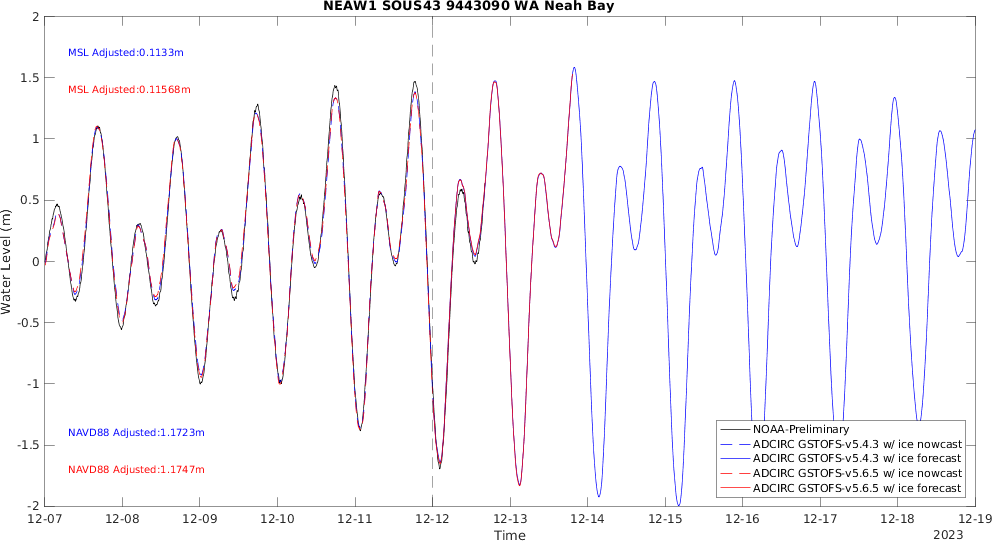 NEAW1 SOUS43 9443090 WA Neah Bay
2
1.5
1
0.5
0
-0.5
-1
-1.5
-2
Water Level (m)
MSL Adjusted:0.1133m
MSL Adjusted:0.11568m
NAVD88 Adjusted:1.1723m
NAVD88 Adjusted:1.1747m
NOAA-Preliminary
ADCIRC GSTOFS-v5.4.3 w/ ice nowcast
ADCIRC GSTOFS-v5.4.3 w/ ice forecast
ADCIRC GSTOFS-v5.6.5 w/ ice nowcast
ADCIRC GSTOFS-v5.6.5 w/ ice forecast
12-07 12-08 12-09 12-10 12-11 12-12 12-13 12-14 12-15 12-16 12-17 12-18 12-19
Time
2023